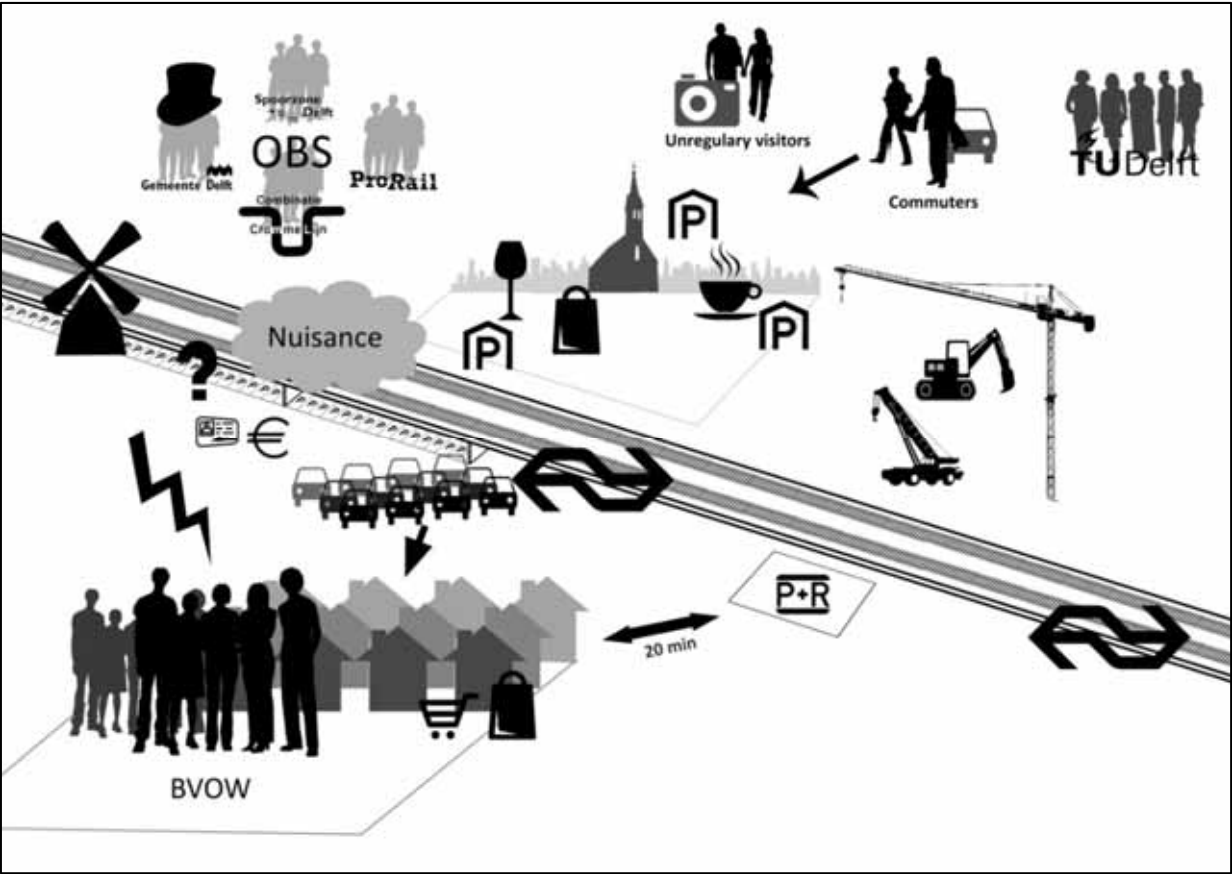 Spoorzone
Delft
OBS
Gemeente Delft
ProRail
Combinatie
CrommeLijn
Unregulary visitors
Commuters
TUDelft
P
P
P
Nuisance
?
€
P+R
20 min
BVOW